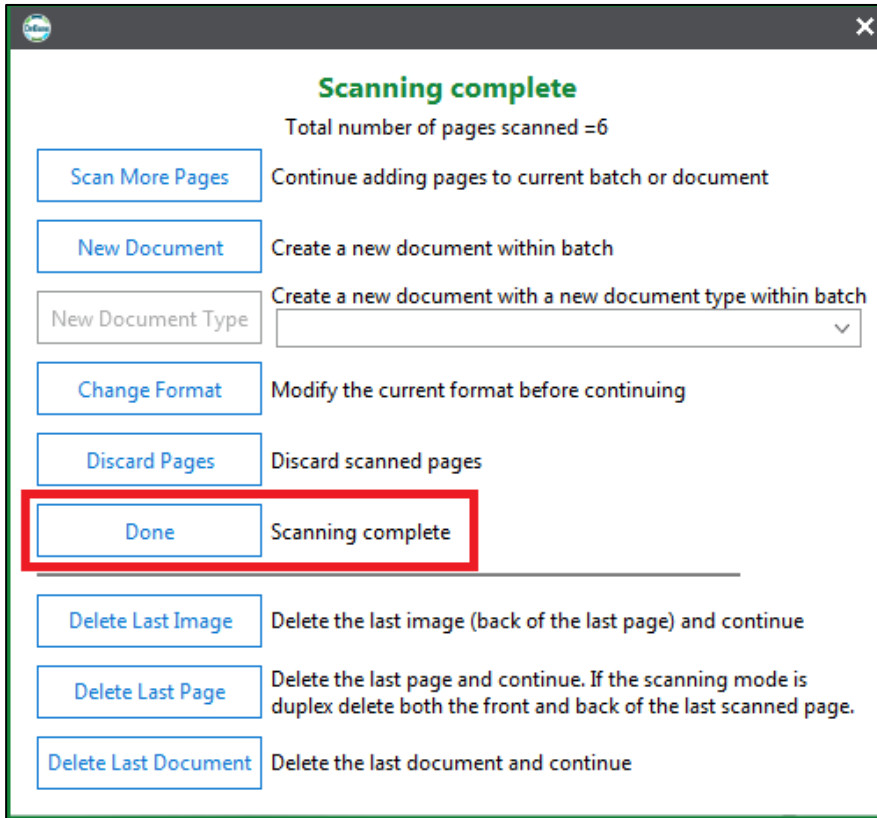 Scanning complete
Total number of pages scanned =6
Scan More Pages Continue adding pages to current batch or document
New Document Create a new document within batch
Create a new document with a new document type within batch
New Document Type
Change Format Modify the current format before continuing
Discard Pages Discard scanned pages
Done Scanning complete
Delete Last Image Delete the last image (back of the last page) and continue
Delete Last Page Delete the last page and continue. If the scanning mode is
duplex delete both the front and back of the last scanned page.
Delete Last Document Delete the last document and continue